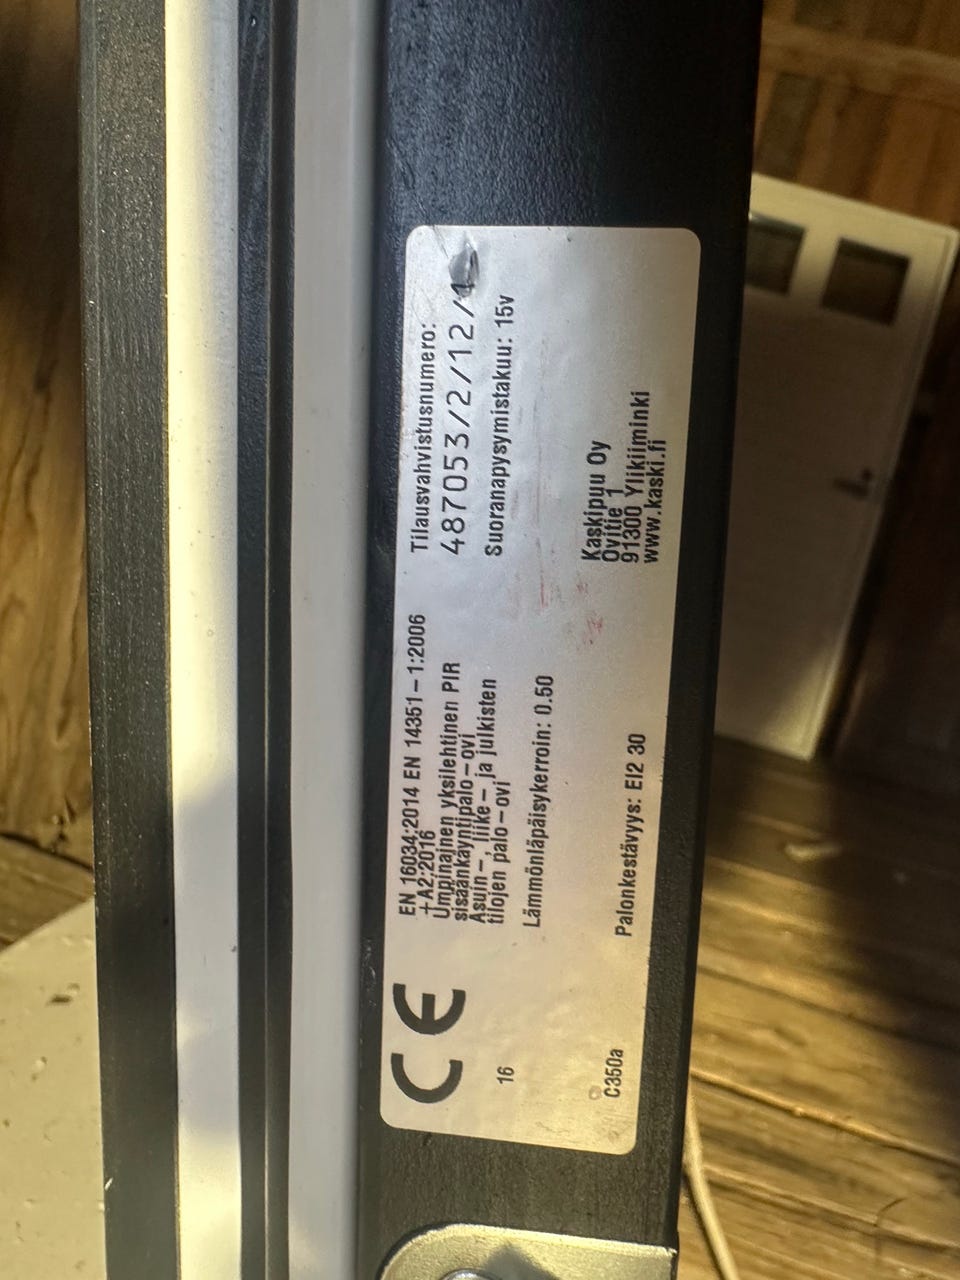 CE
16
C350a
EN 16034:2014 EN 14351-1:2006
+A2:2016
Umpinainen yksilehtinen PIR
sisäänkäyntipalo-ovi
Asuin-, liike-, ja julkisten
tilojen palo-ovi
Lämmönläpäisykerroin: 0.50
Palonkestävyys: EI2 30
Tilausvahvistusnumero:
487053/2/12/1
Suoranapysymistakuu: 15v
Kaskipuu Oy
Ovitie 1
91300 Ylikiiminki
www.kaski.fi